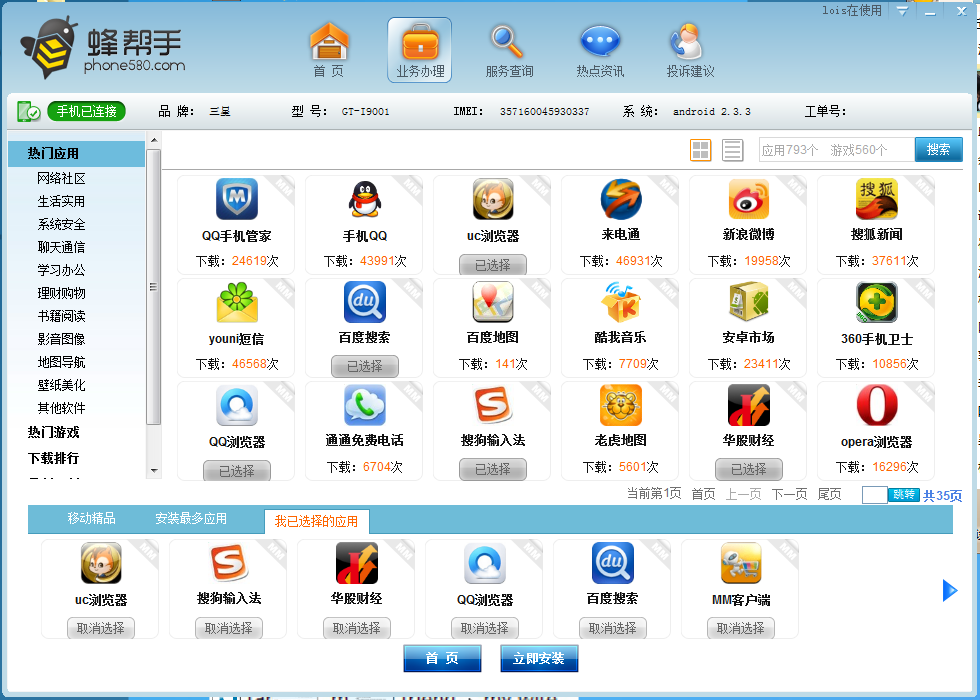 lois在使用
蜂帮手
phone580.com
首 页
业务办理
服务查询
热点资讯
投诉建议
手机已连接
品 牌： 三星 型 号： GT-I9001 IMEI： 357160045930337 系 统： android 2.3.3 工单号：
应用793个 游戏560个 搜索
热门应用
网络社区
生活实用
系统安全
聊天通信
学习办公
理财购物
书籍阅读
影音图像
地图导航
壁纸美化
其他软件
热门游戏
下载排行
QQ手机管家 手机QQ uc浏览器 来电通 新浪微博 搜狐新闻
下载：24619次 下载：43991次 已选择 下载：46931次 下载：19958次 下载：37611次
youni短信 百度搜索 百度地图 酷我音乐 安卓市场 360手机卫士
下载：46568次 已选择 下载：141次 下载：7709次 下载：23411次 下载：10856次
QQ浏览器 通通免费电话 搜狗输入法 老虎地图 华股财经 opera浏览器
已选择 下载：6704次 已选择 下载：5601次 已选择 下载：16296次
当前第1页 首页 上一页 下一页 尾页 跳转 共35页
移动精品 安装最多应用 我已选择的应用
uc浏览器 搜狗输入法 华股财经 QQ浏览器 百度搜索 MM客户端
取消选择 取消选择 取消选择 取消选择 取消选择 取消选择
首 页 立即安装